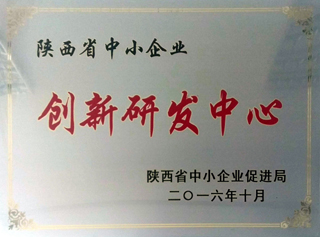 陕西省中小企业
创新研发中心
陕西省中小企业促进局
二〇一六年十月